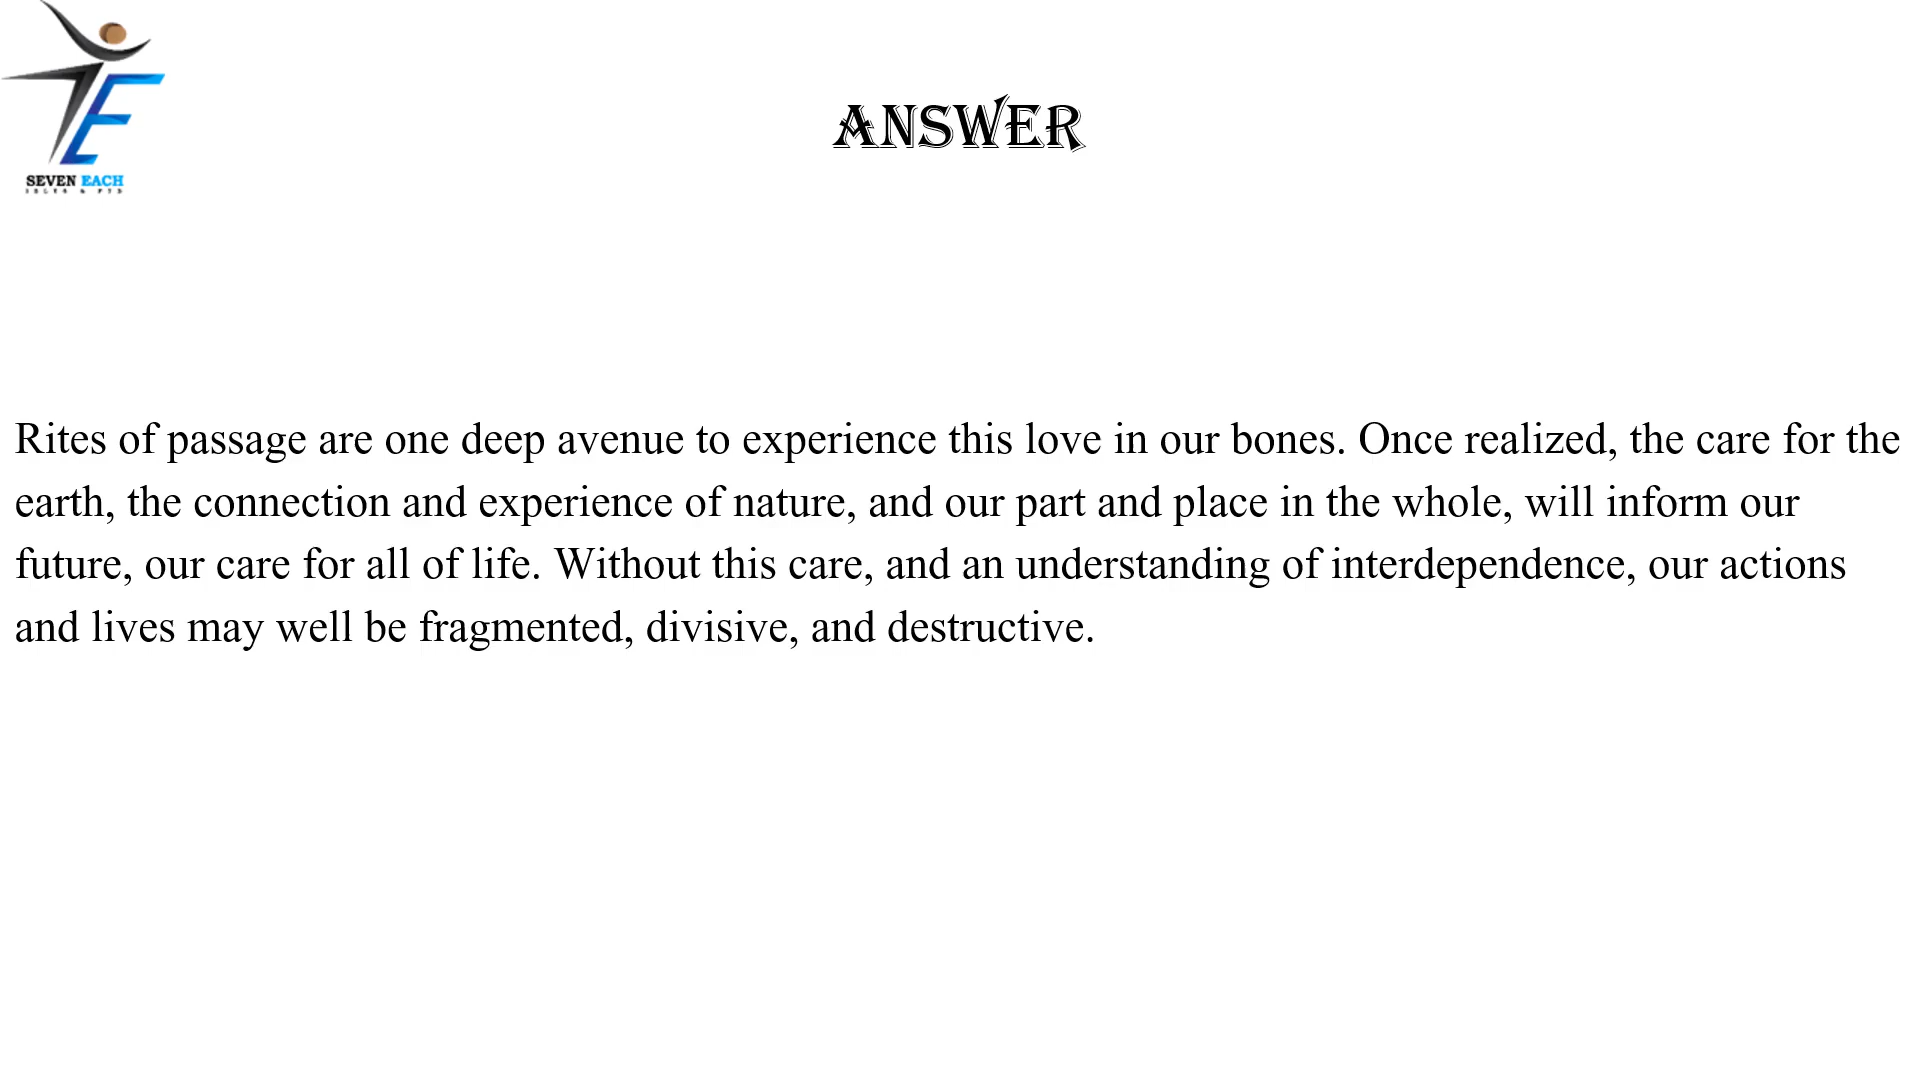 SEVEN EACH
IELTS & PTE
ANSWER
Rites of passage are one deep avenue to experience this love in our bones. Once realized, the care for the
earth, the connection and experience of nature, and our part and place in the whole, will inform our
future, our care for all of life. Without this care, and an understanding of interdependence, our actions
and lives may well be fragmented, divisive, and destructive.